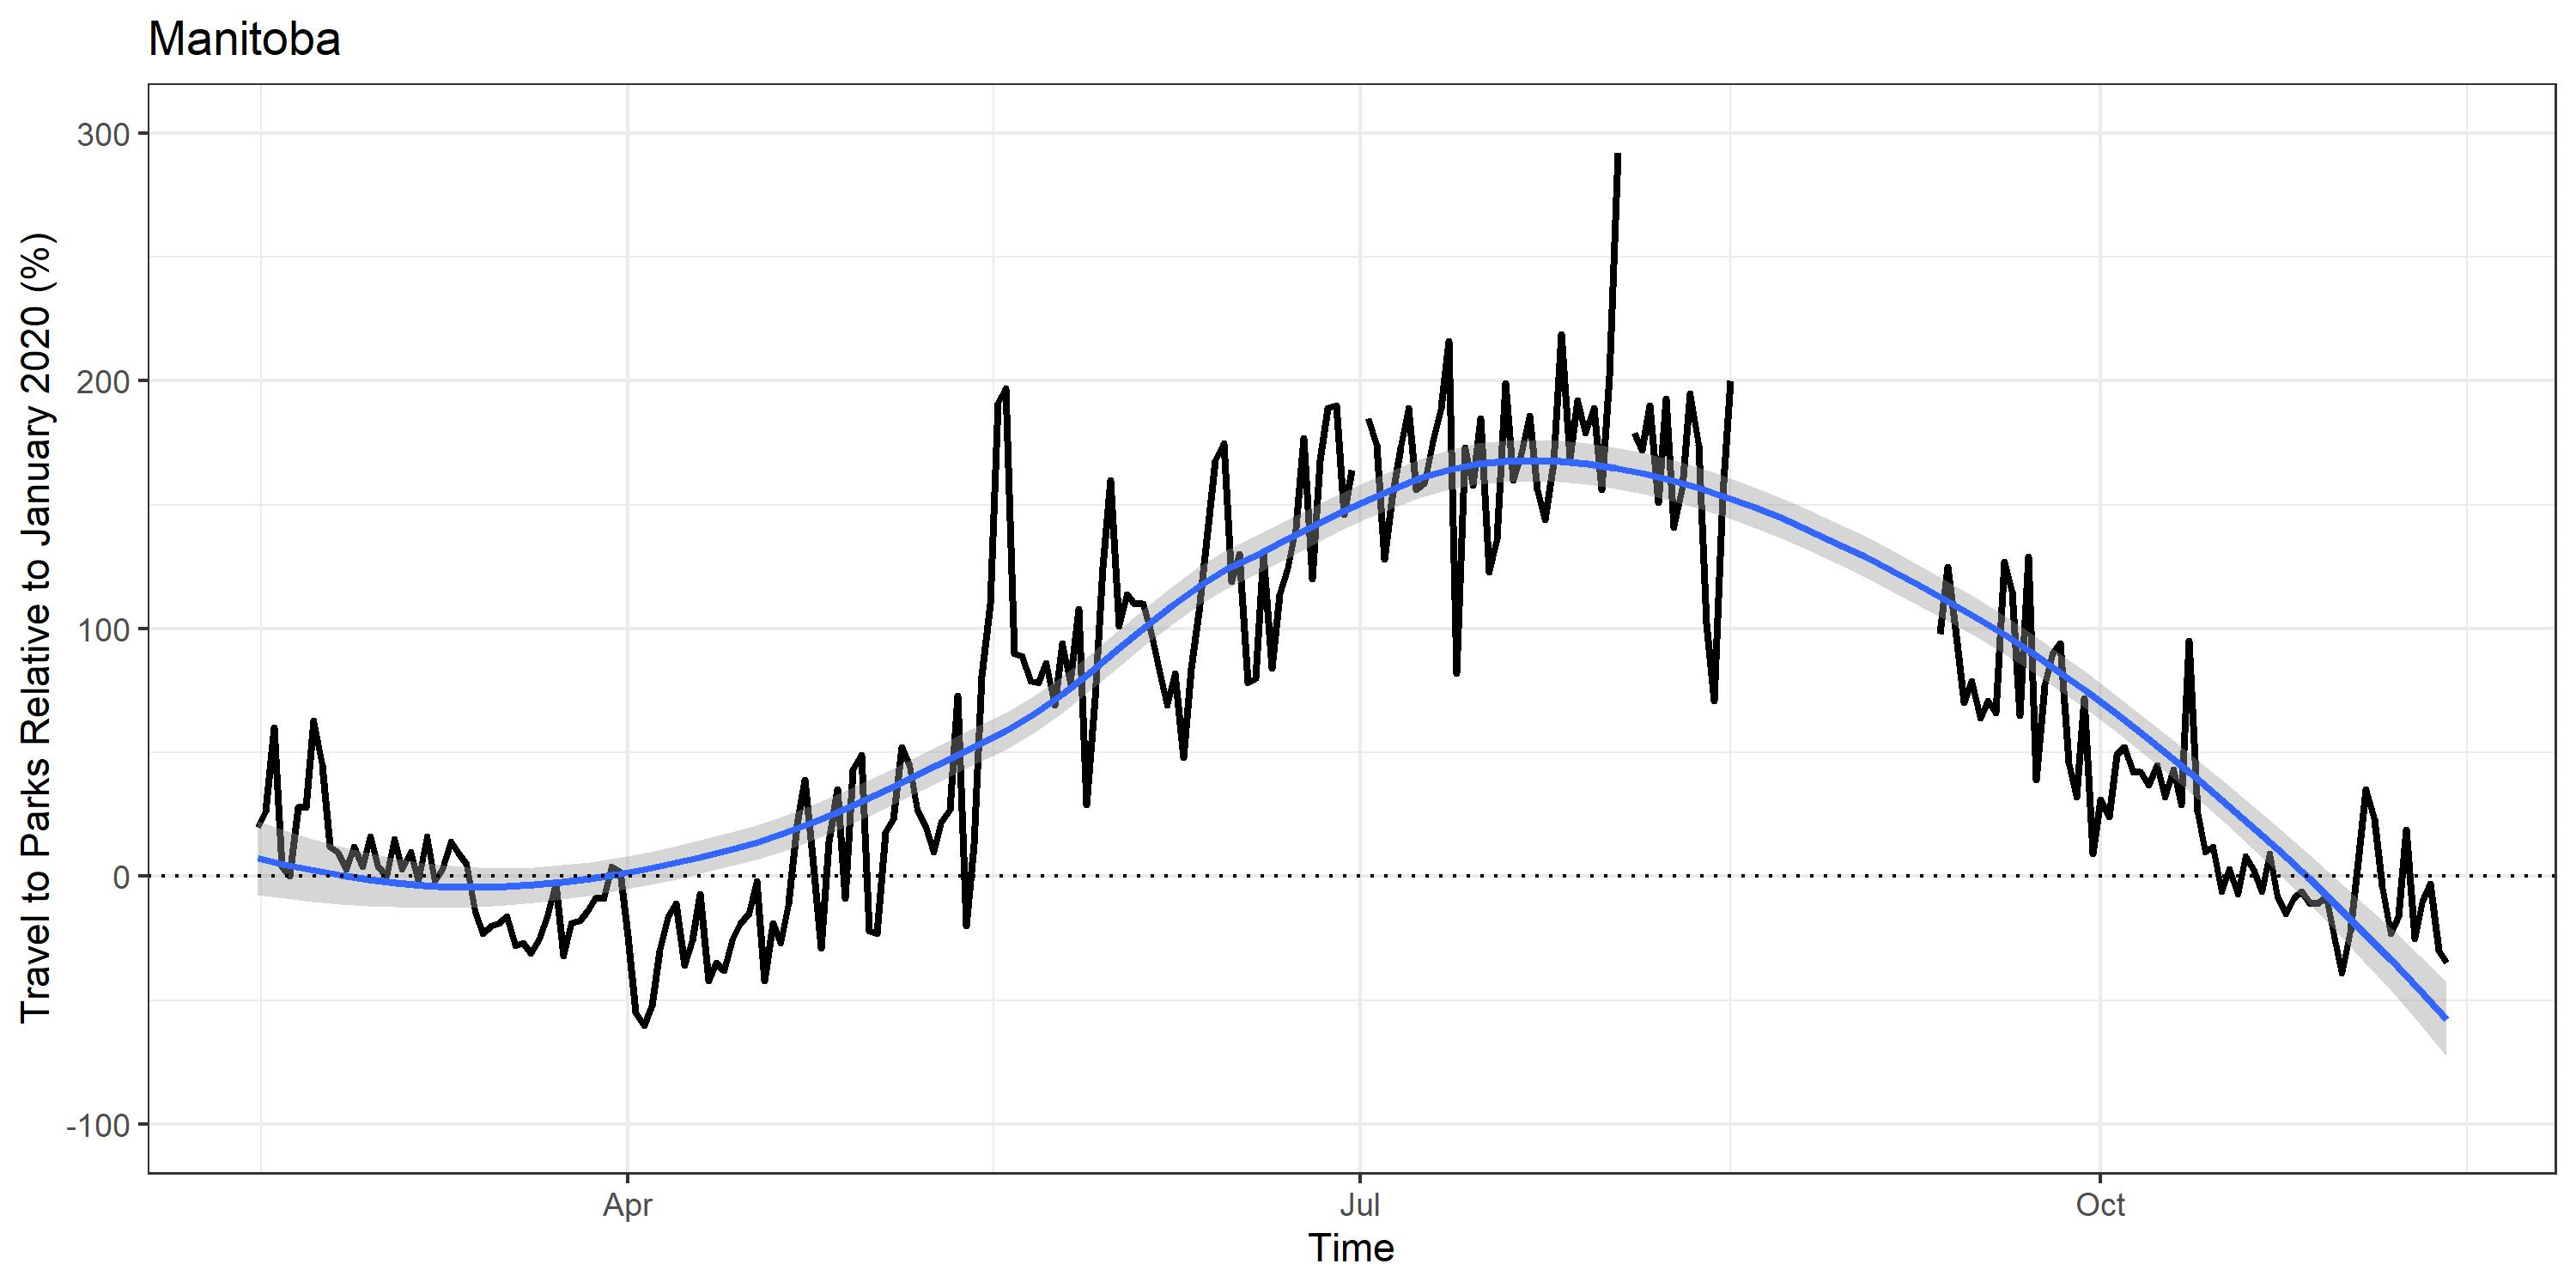 Manitoba
Travel to Parks Relative to January 2020 (%)
300
200
100
0
-100
Apr
Jul
Oct
Time